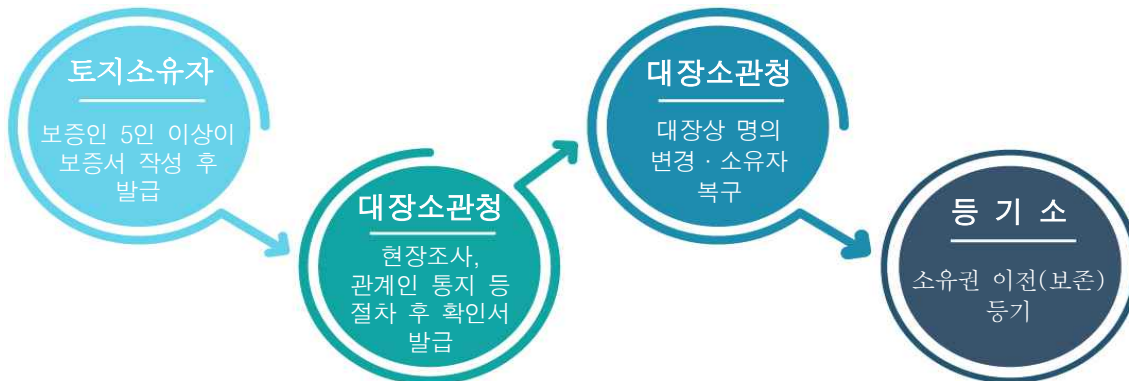 토지소유자
보증인 5인 이상이
보증서 작성 후
발급
대장소관청
현장조사,
관계인 통지 등
절차 후 확인서
발급
대장소관청
대장상 명의
변경 · 소유자
복구
등 기 소
소유권 이전(보존)
등기